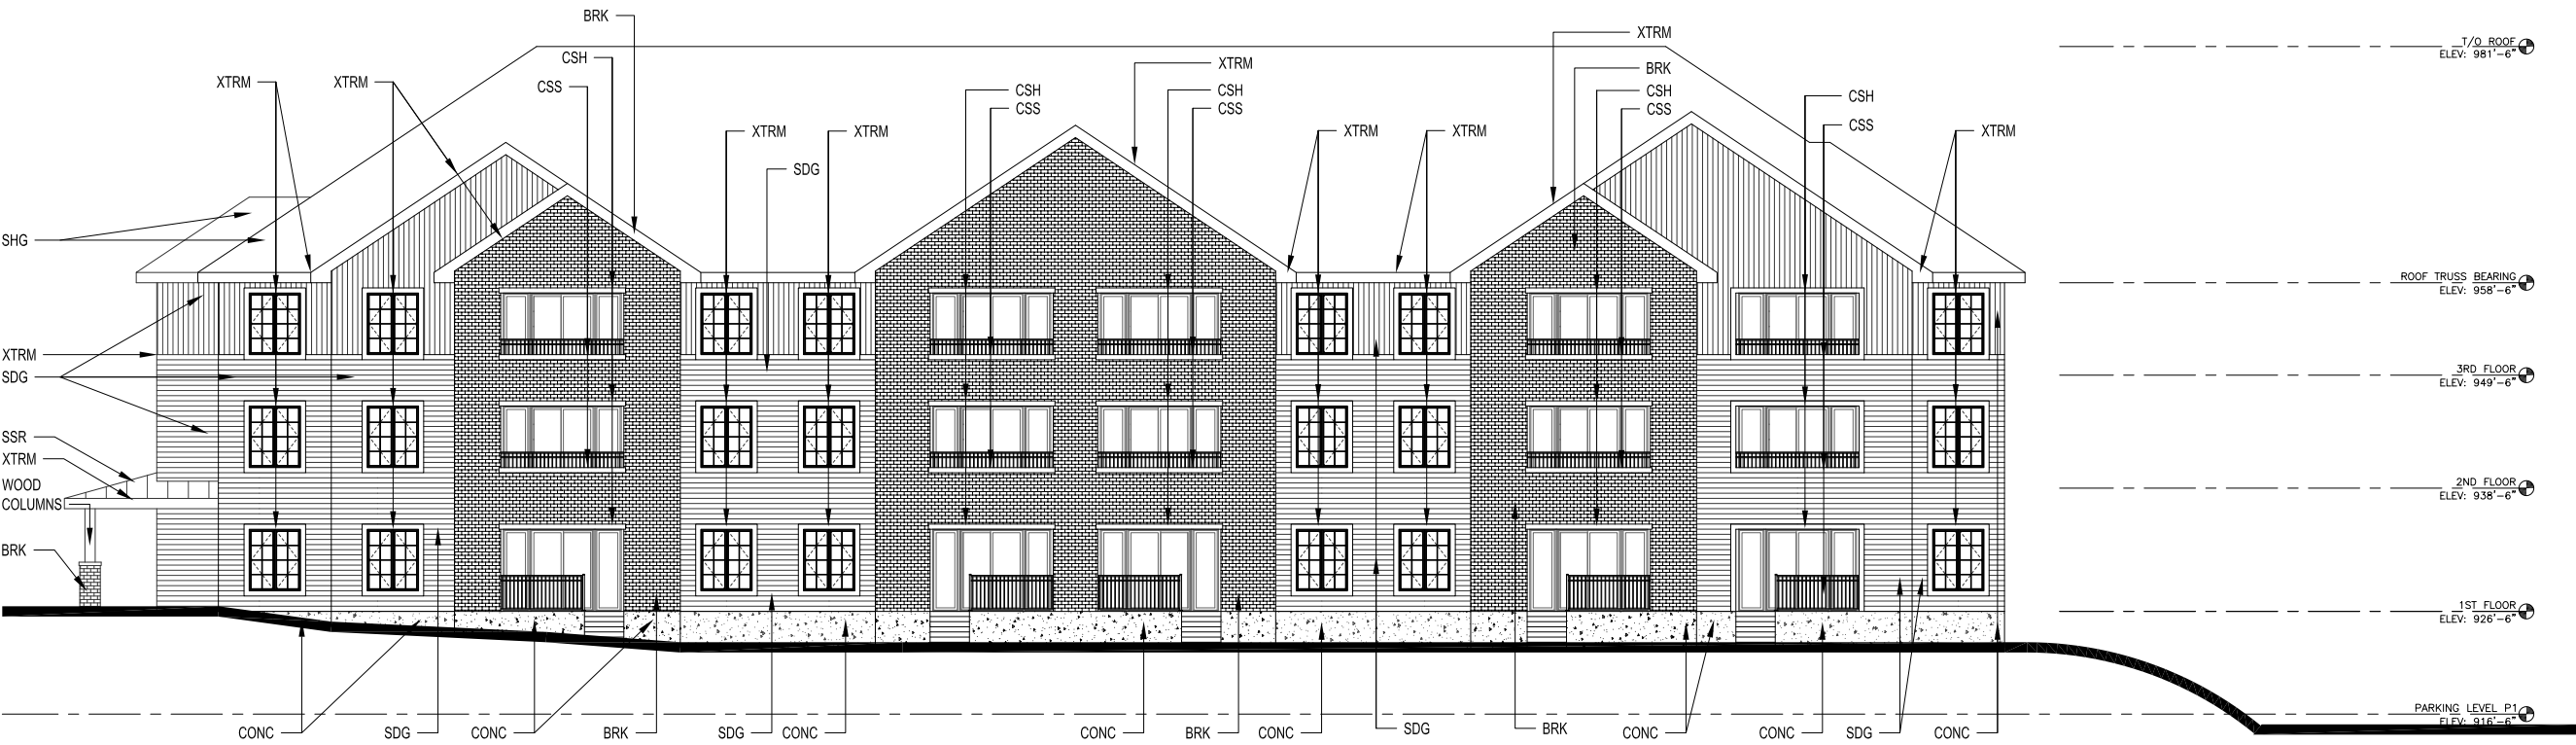 BRK
XTRM
XTRM
T/O ROOF
ELEV: 981'-6"
CSH
XTRM
BRK
XTRM
XTRM
CSS
CSH
CSH
CSH
CSH
CSS
CSS
CSS
CSS
XTRM
XTRM
XTRM
XTRM
XTRM
SDG
SHG
ROOF TRUSS BEARING
ELEV: 958'-6"
XTRM
SDG
3RD FLOOR
ELEV: 949'-6"
SSR
XTRM
WOOD
COLUMNS
2ND FLOOR
ELEV: 938'-6"
BRK
1ST FLOOR
ELEV: 926'-6"
PARKING LEVEL P1
ELEV: 916'-6"
CONC
SDG
CONC
BRK
SDG
CONC
CONC
BRK
CONC
SDG
BRK
CONC
CONC
SDG
CONC